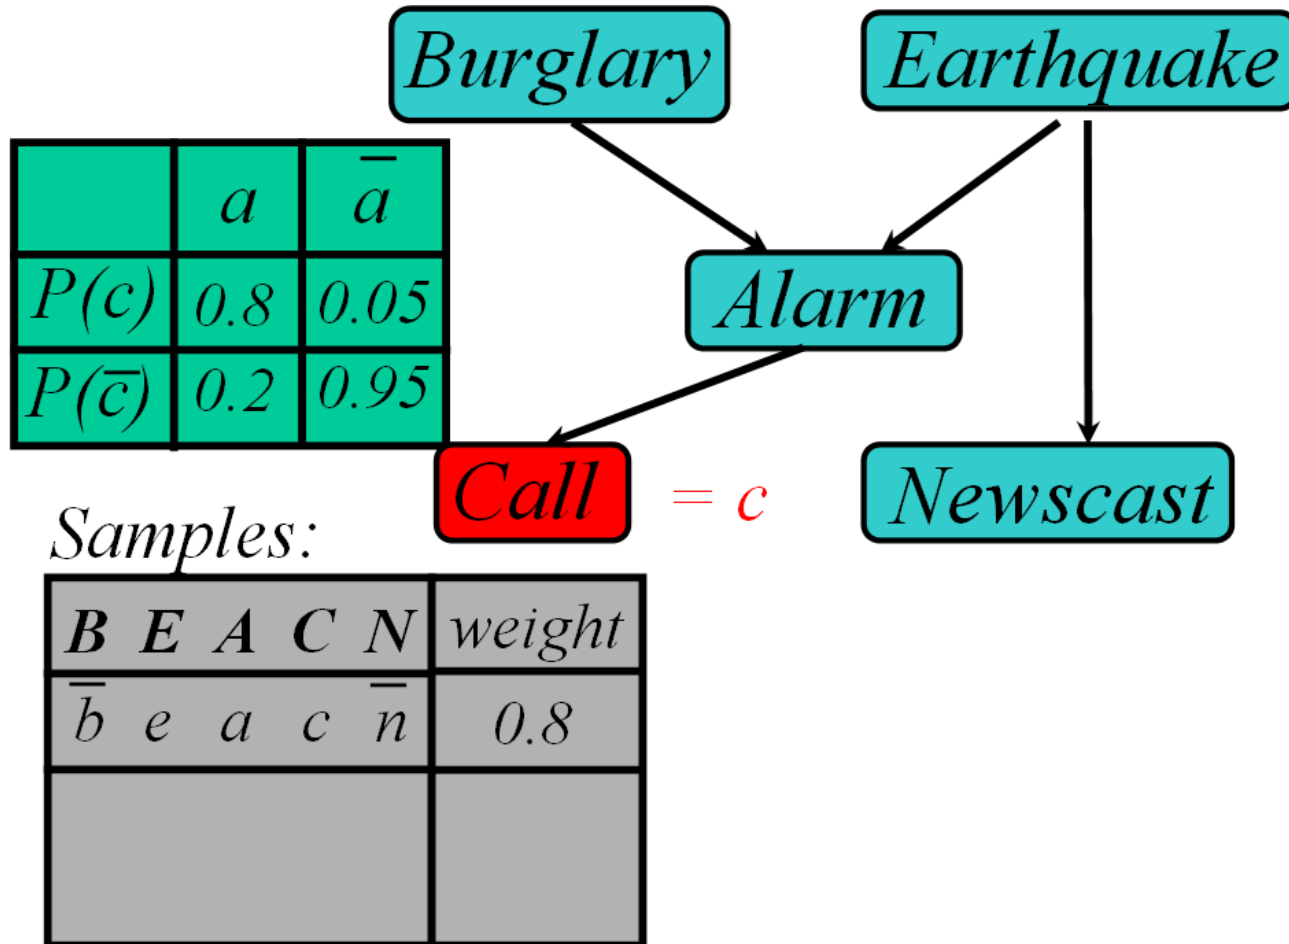 Burglary Earthquake
a a̅
P(c) 0.8 0.05
P(c̅) 0.2 0.95
Alarm
Call = c Newscast
Samples:
B E A C N weight
b̅ e a c n̅ 0.8